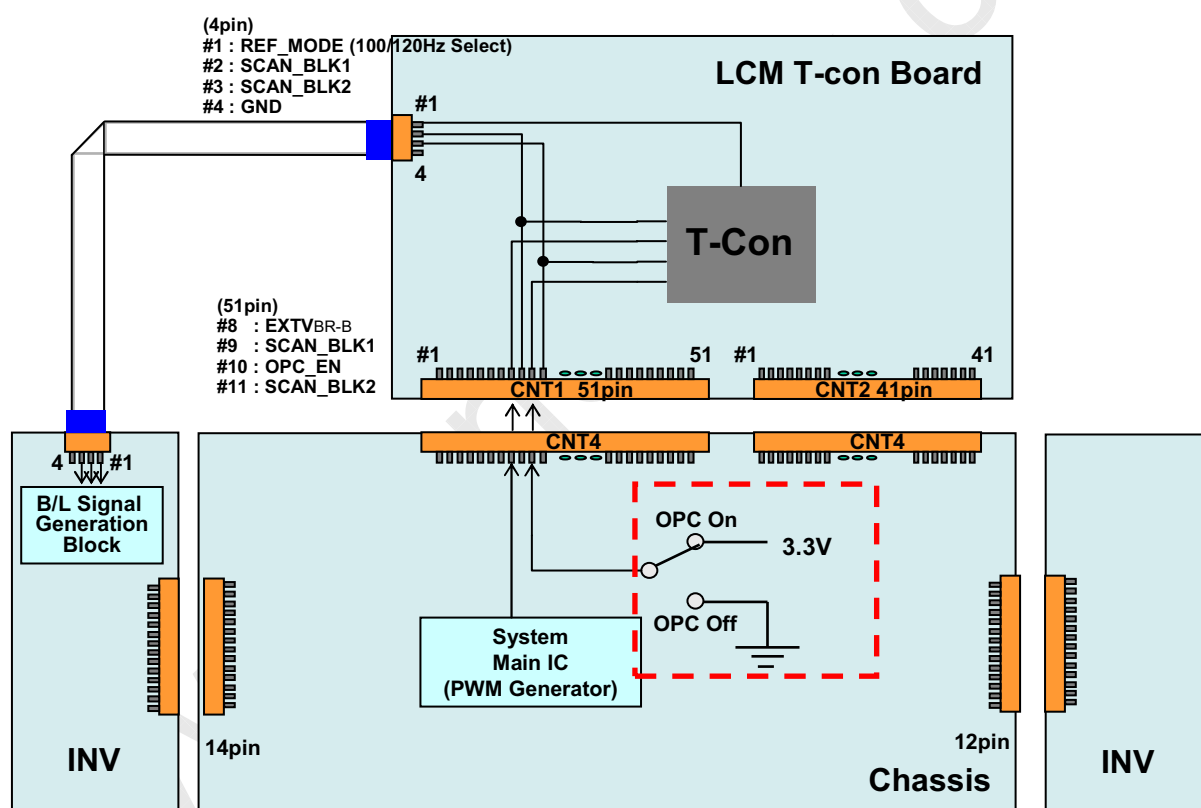 (4pin)
#1 : REF_MODE (100/120Hz Select)
#2 : SCAN_BLK1
#3 : SCAN_BLK2
#4 : GND
LCM T-con Board
#1
4
T-Con
(51pin)
#8 : EXTVBR-B
#9 : SCAN_BLK1
#10 : OPC_EN
#11 : SCAN_BLK2
#1
51
#1
41
CNT1 51pin
CNT2 41pin
CNT4
CNT4
4
#1
B/L Signal
Generation
Block
OPC On
3.3V
OPC Off
System
Main IC
(PWM Generator)
14pin
12pin
INV
Chassis
INV